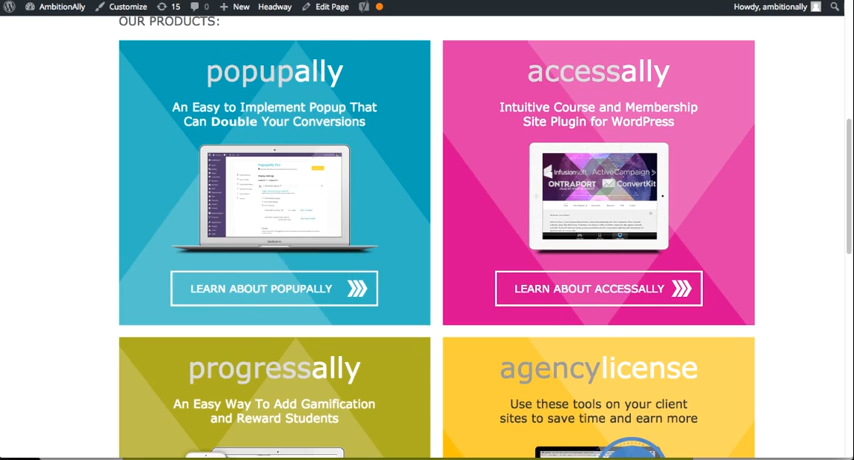 AmbitionAlly Customize 15 0 New Headway Edit Page Howdy, ambitionally
OUR PRODUCTS:
popupally
An Easy to Implement Popup That
Can Double Your Conversions
Popupally Pro
LEARN ABOUT POPUPALLY
accessally
Intuitive Course and Membership
Site Plugin for WordPress
Infusionsoft ActiveCampaign
ONTRAPORT ConvertKit
LEARN ABOUT ACCESSALLY
progressally
An Easy Way To Add Gamification
and Reward Students
agencylicense
Use these tools on your client
sites to save time and earn more